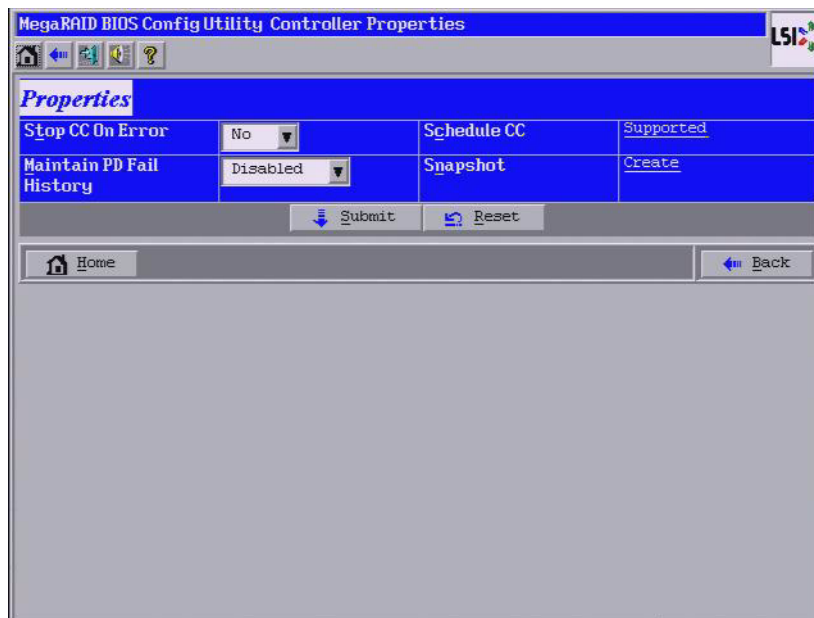 MegaRAID BIOS Config Utility Controller Properties
LSI
Properties
Stop CC On Error No Schedule CC Supported
Maintain PD Fail History Disabled Snapshot Create
Submit Reset
Home Back